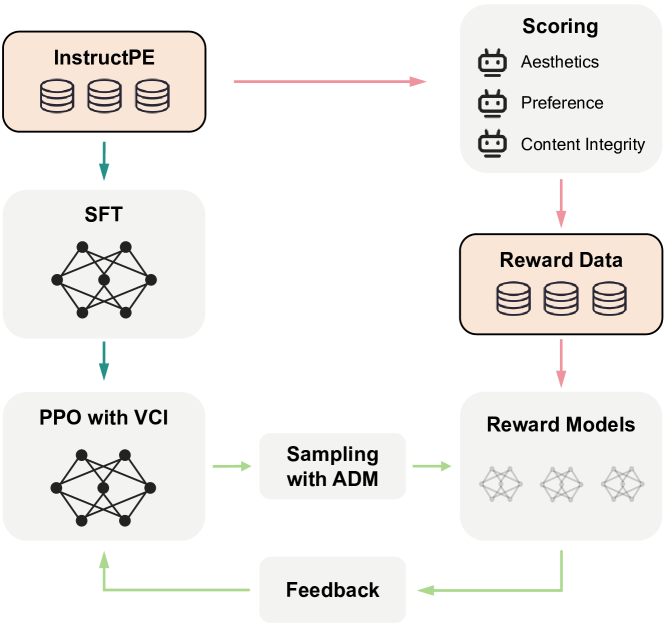 InstructPE
Scoring
Aesthetics
Preference
Content Integrity
SFT
Reward Data
PPO with VCI
Sampling
with ADM
Reward Models
Feedback